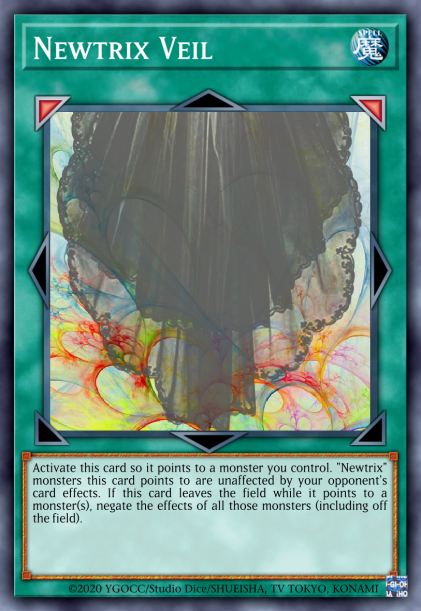 NEWTRIX VEIL
SPELL
魔
Activate this card so it points to a monster you control. "Newtrix"
monsters this card points to are unaffected by your opponent's
card effects. If this card leaves the field while it points to a
monster(s), negate the effects of all those monsters (including off
the field).
©2020 YGOCC/Studio Dice/SHUEISHA, TV TOKYO, KONAMI